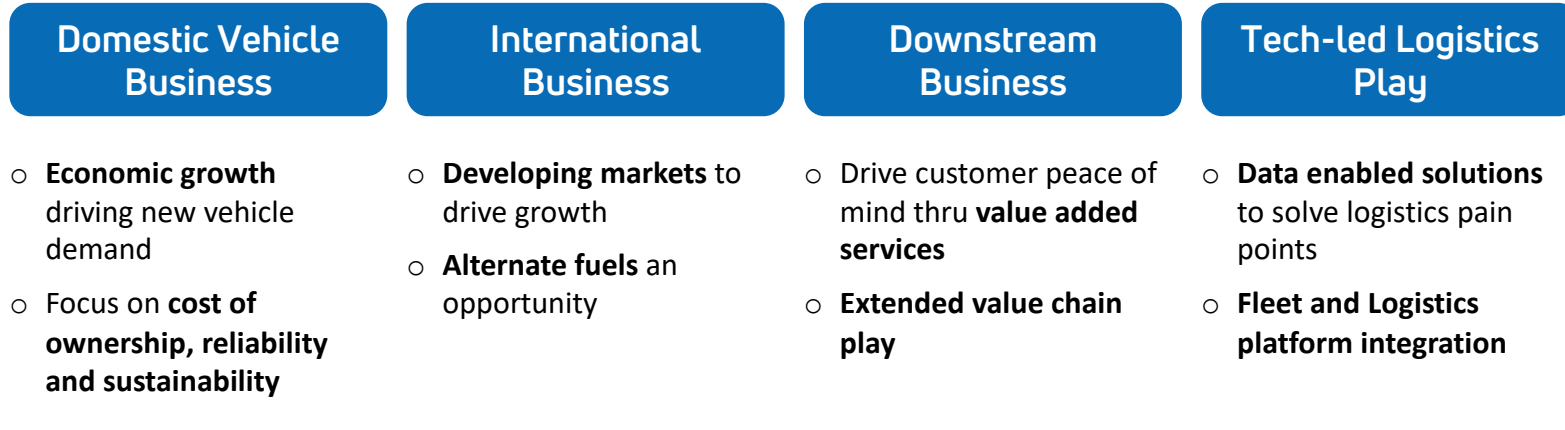 Domestic Vehicle
Business
○ Economic growth
driving new vehicle
demand
○ Focus on cost of
ownership, reliability
and sustainability
International
Business
○ Developing markets to
drive growth
○ Alternate fuels an
opportunity
Downstream
Business
○ Drive customer peace of
mind thru value added
services
○ Extended value chain
play
Tech-led Logistics
Play
○ Data enabled solutions
to solve logistics pain
points
○ Fleet and Logistics
platform integration